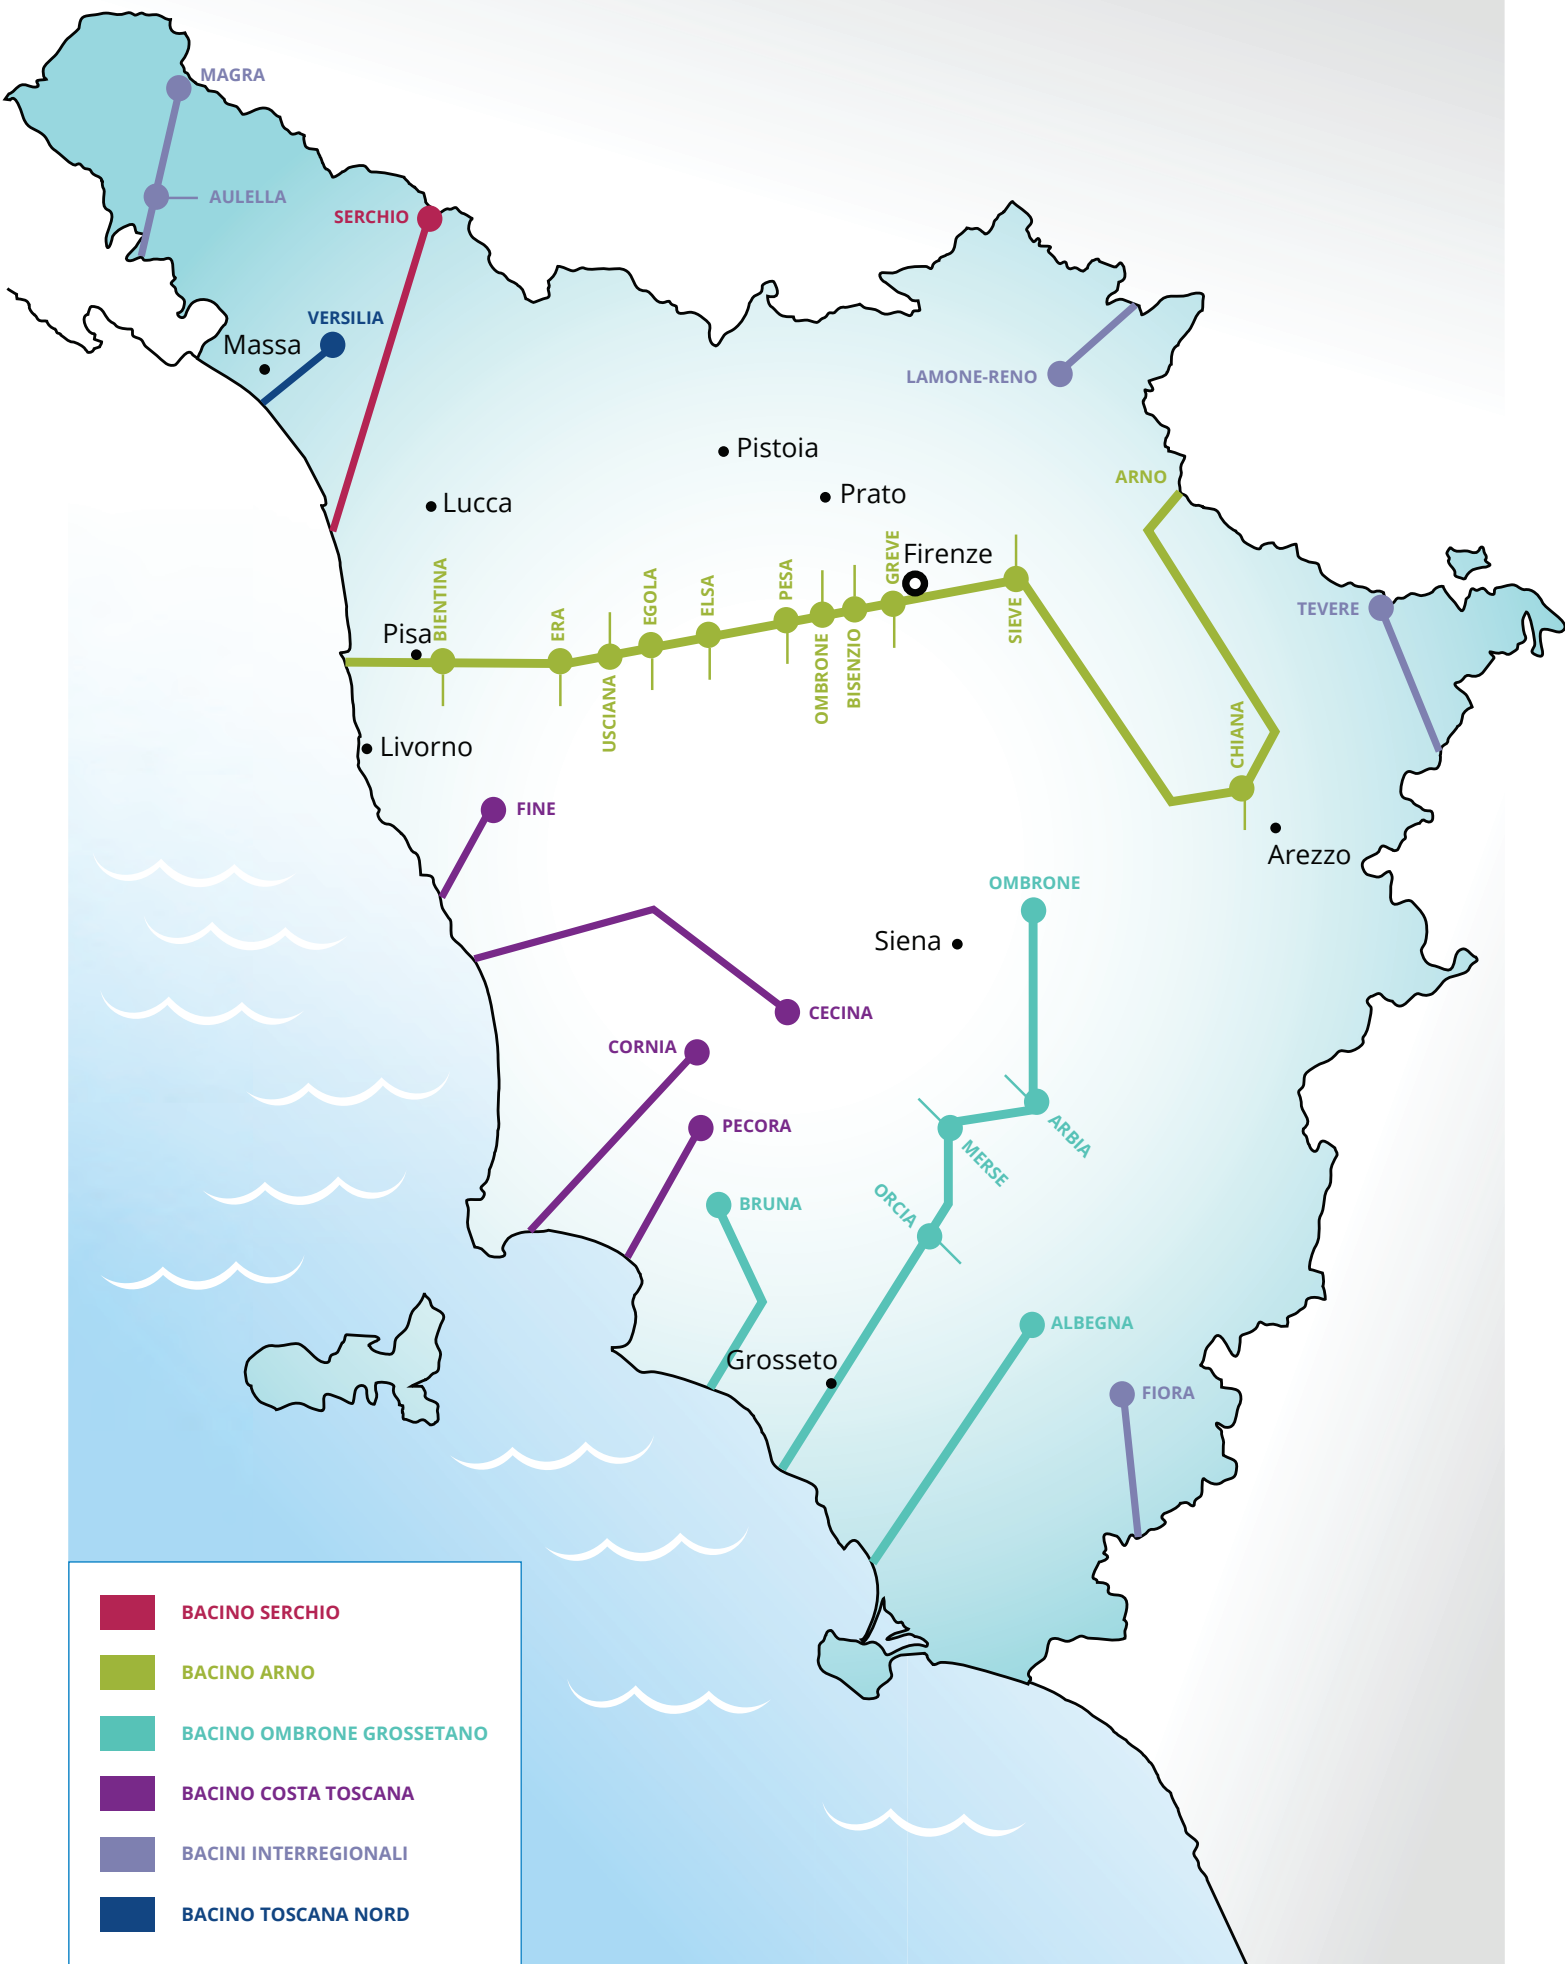 MAGRA
AULELLA
SERCHIO
VERSILIA
Massa
LAMONE-RENO
Pistoia
ARNO
Prato
Lucca
Firenze
GREVE
BIENTINA
EGOLA
ELSA
PESA
ERA
Pisa
USCIANA
OMBRONE
BISENZIO
SIEVE
TEVERE
CHIANA
Livorno
FINE
Arezzo
OMBRONE
Siena
CECINA
CORNIA
PECORA
ARBIA
MERSE
ORCIA
BRUNA
ALBEGNA
Grosseto
FIORA
BACINO SERCHIO
BACINO ARNO
BACINO OMBRONE GROSSETANO
BACINO COSTA TOSCANA
BACINI INTERREGIONALI
BACINO TOSCANA NORD